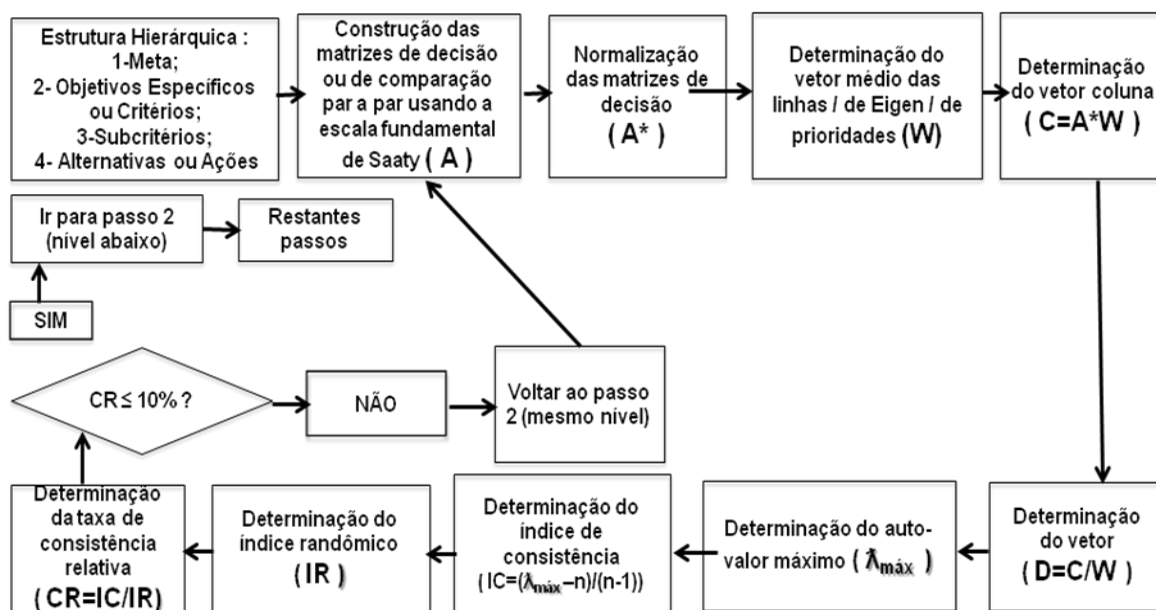 Estrutura Hierárquica :
1-Meta;
2- Objetivos Específicos
ou Critérios;
3-Subcritérios;
4- Alternativas ou Ações
Construção das
matrizes de decisão
ou de comparação
par a par usando a
escala fundamental
de Saaty ( A )
Normalização
das matrizes de
decisão
( A* )
Determinação do
vetor médio das
linhas / de Eigen / de
prioridades (W)
Determinação
do vetor coluna
( C=A*W )
Ir para passo 2
(nível abaixo)
Restantes
passos
SIM
CR ≤ 10% ?
NÃO
Voltar ao passo
2 (mesmo nível)
Determinação
da taxa de
consistência
relativa
(CR=IC/IR)
Determinação do
índice randômico
( IR )
Determinação do
índice de
consistência
( IC=(λmáx –n)/(n-1))
Determinação do auto-
valor máximo ( λmáx )
Determinação
do vetor
( D=C/W )